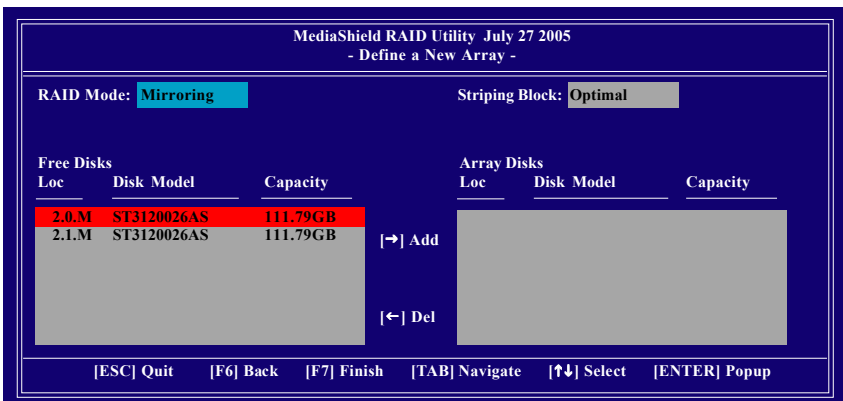 MediaShield RAID Utility July 27 2005
- Define a New Array -
RAID Mode: Mirroring Striping Block: Optimal
Free Disks Array Disks
Loc Disk Model Capacity Loc Disk Model Capacity
2.0.M ST3120026AS 111.79GB
2.1.M ST3120026AS 111.79GB
[→] Add
[←] Del
[ESC] Quit [F6] Back [F7] Finish [TAB] Navigate [↑↓] Select [ENTER] Popup